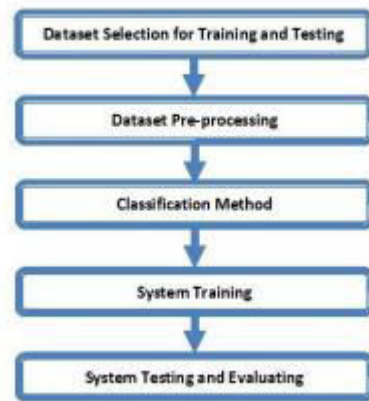 Dataset Selection for Training and Testing
Dataset Pre-processing
Classification Method
System Training
System Testing and Evaluating